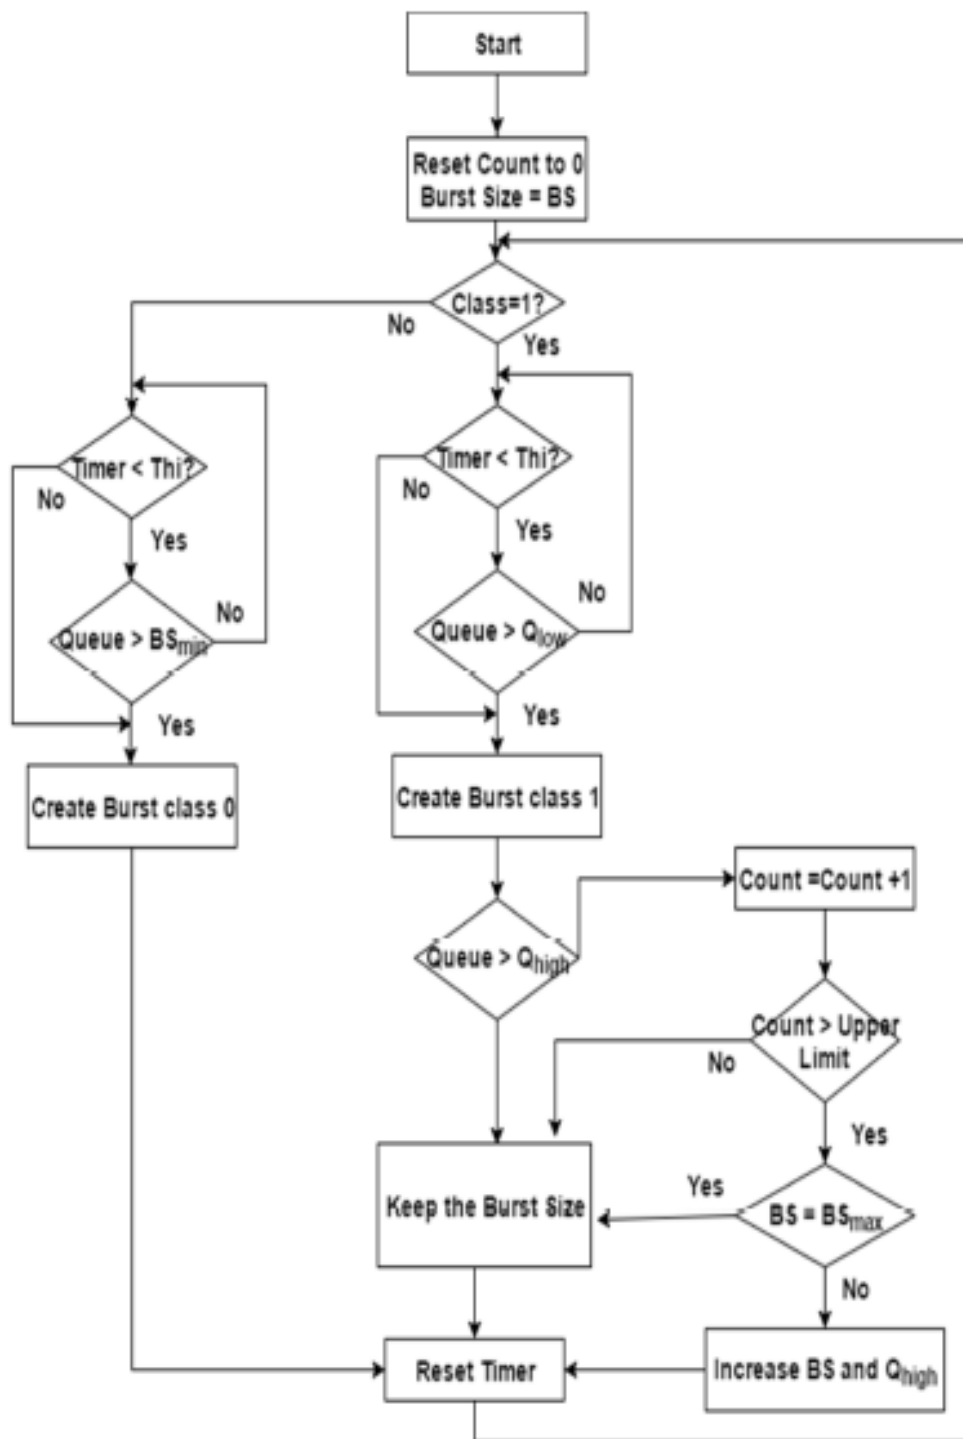 Start
Reset Count to 0
Burst Size = BS
Class=1?
No
Yes
Timer < Thi?
No
Yes
Timer < Thi?
No
Yes
Queue > BSmin
No
Yes
Queue > Qlow
No
Yes
Create Burst class 0
Create Burst class 1
Count =Count +1
Queue > Qhigh
Count > Upper
Limit
No
Yes
Keep the Burst Size
Yes
BS = BSmax
No
Reset Timer
Increase BS and Qhigh